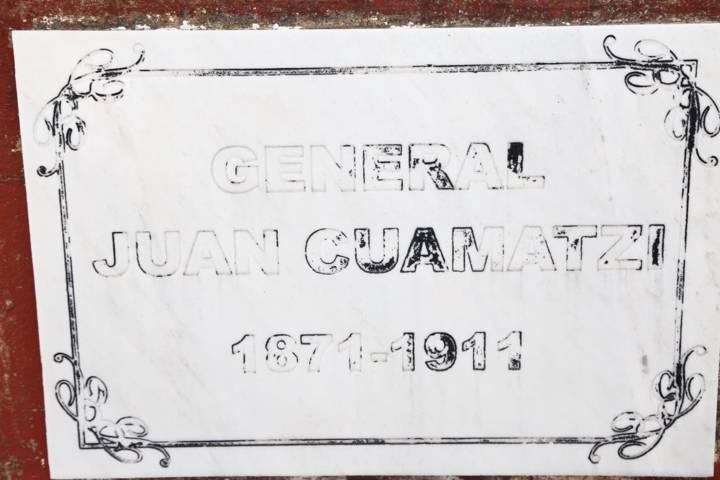 GENERAL
JUAN CUAMATZI
1871-1911